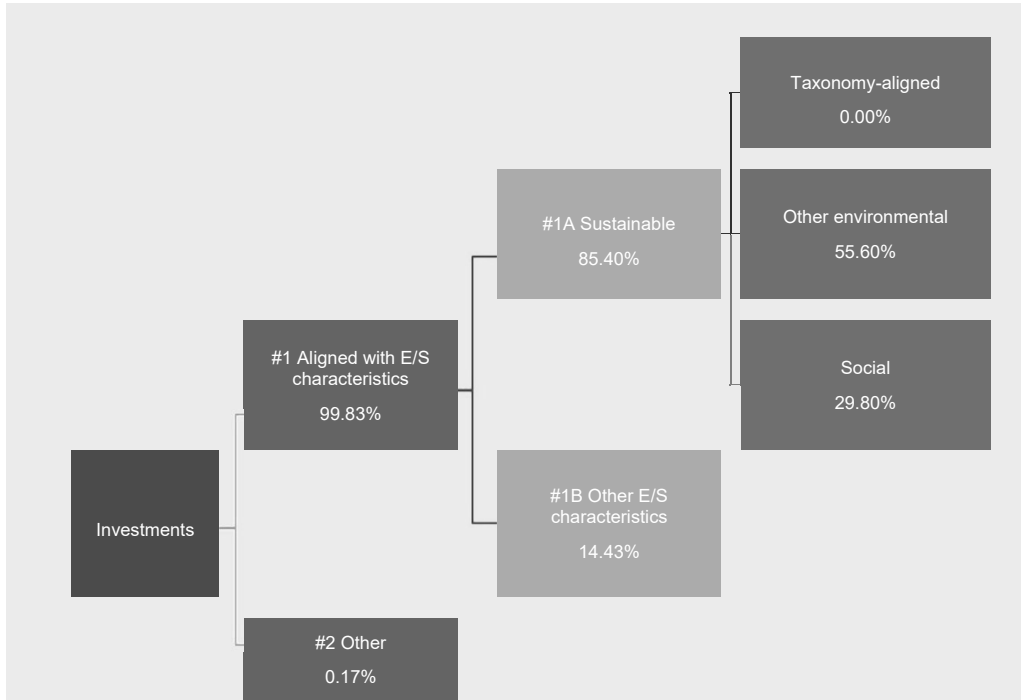 Taxonomy-aligned
0.00%
#1A Sustainable
85.40%
Other environmental
55.60%
#1 Aligned with E/S
characteristics
99.83%
Social
29.80%
Investments
#1B Other E/S
characteristics
14.43%
#2 Other
0.17%